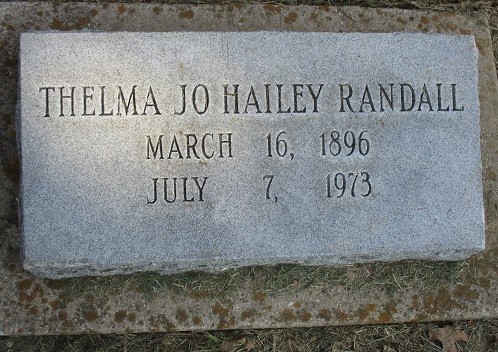 THELMA JO HAILEY RANDALL
MARCH 16, 1896
JULY 7, 1973